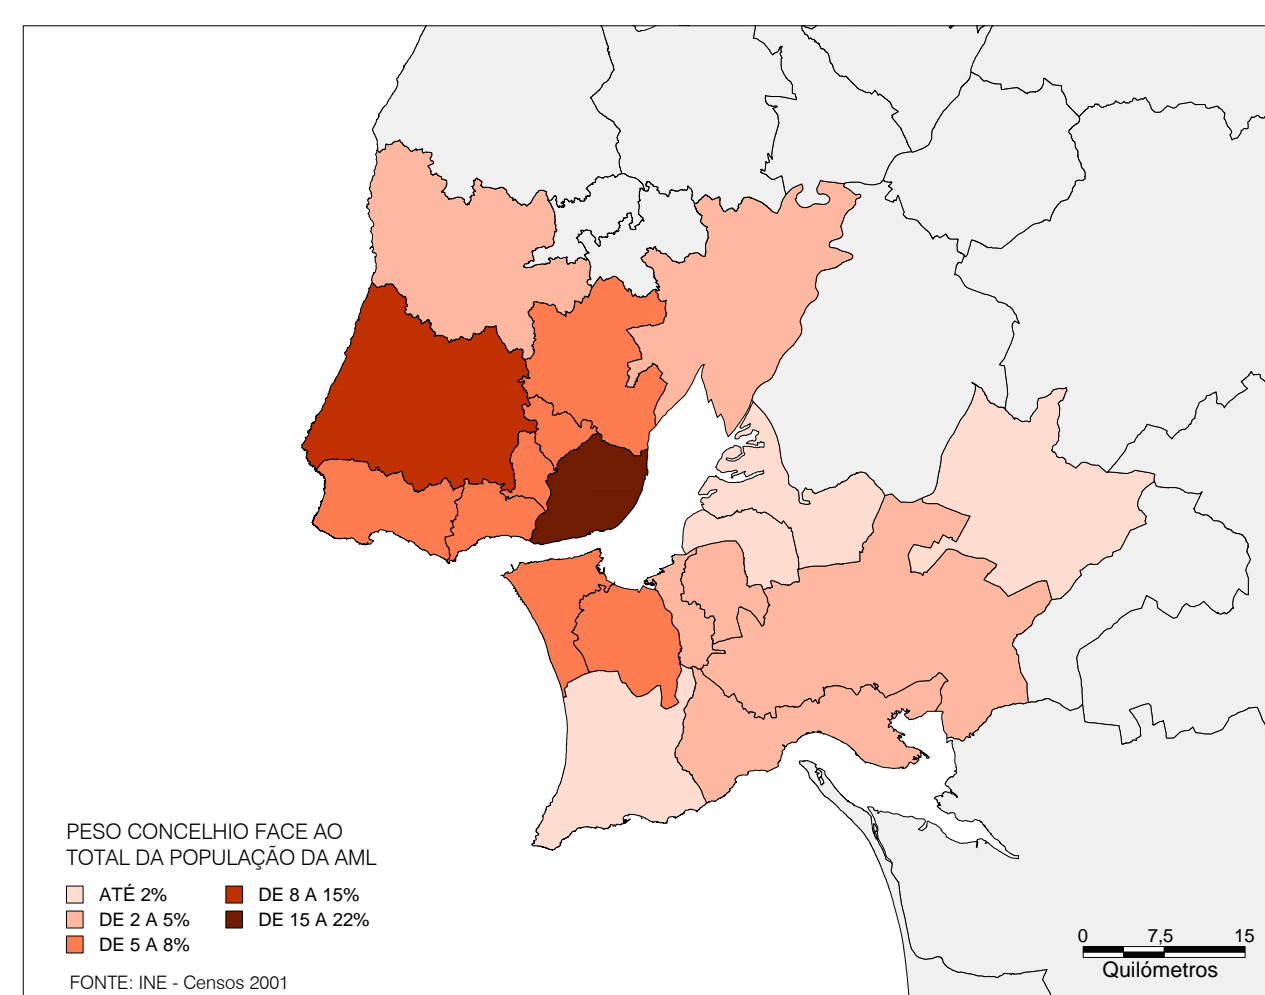 PESO CONCELHIO FACE AO
TOTAL DA POPULAÇÃO DA AML
ATÉ 2%
DE 2 A 5%
DE 5 A 8%
DE 8 A 15%
DE 15 A 22%
FONTE: INE - Censos 2001
0 7,5 15
Quilómetros